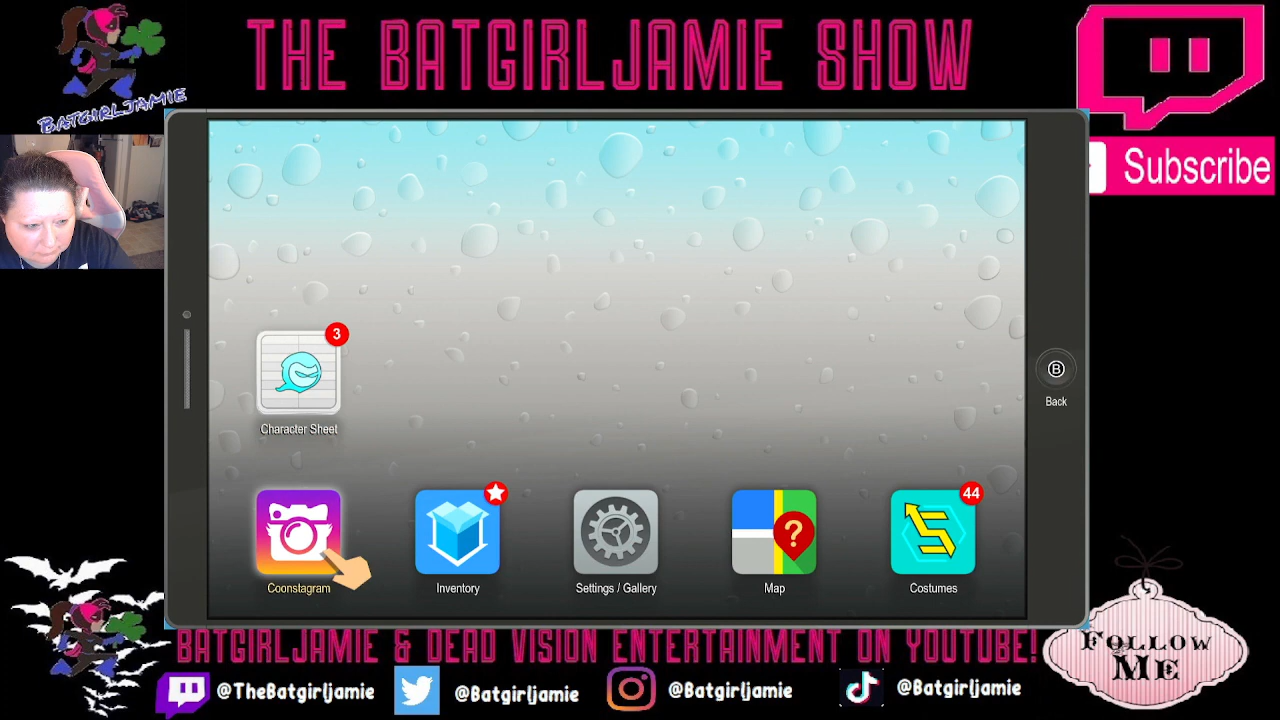 THE BATGIRLJAMIE SHOW
BATGIRLJAMIE
Subscribe
3
Character Sheet
B
Back
44
?
Coonstagram
Inventory
Settings / Gallery
Map
Costumes
BATGIRLJAMIE & DEAD VISION ENTERTAINMENT ON YOUTUBE!
FOLLOW
ME
@TheBatgirljamie
@Batgirljamie
@Batgirljamie
@Batgirljamie